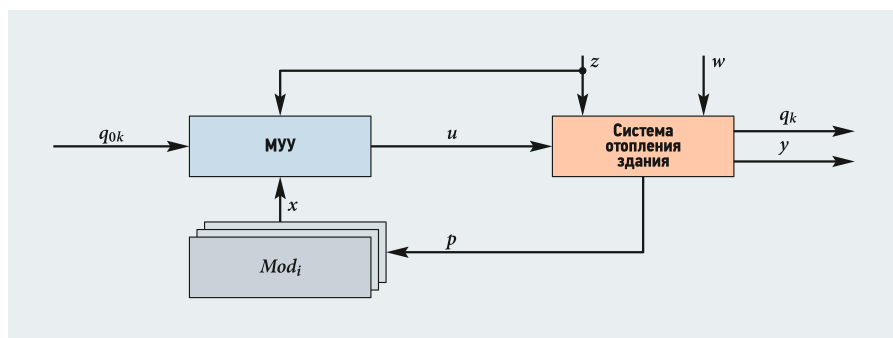 z
w
q₀ₖ
МУУ
u
Система
отопления
здания
qₖ
y
x
p
Modᵢ